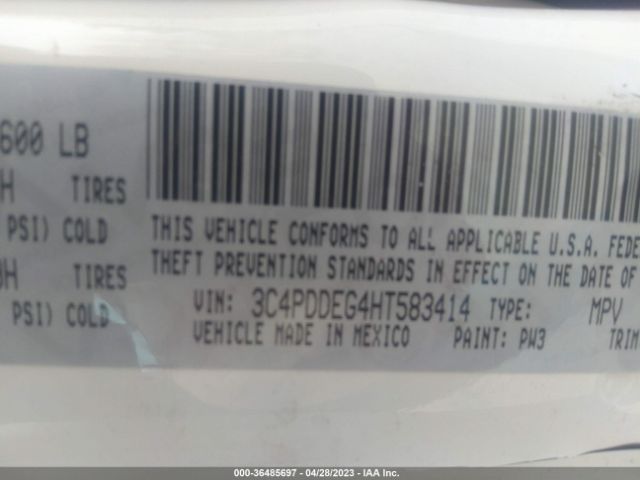 600 LB
H TIRES
PSI) COLD
0H TIRES
PSI) COLD
THIS VEHICLE CONFORMS TO ALL APPLICABLE U.S.A. FEDE
THEFT PREVENTION STANDARDS IN EFFECT ON THE DATE OF
VIN: 3C4PDDEG4HT583414 TYPE: MPV
VEHICLE MADE IN MEXICO PAINT: PW3 TRIM
000-36485697 - 04/28/2023 - IAA Inc.